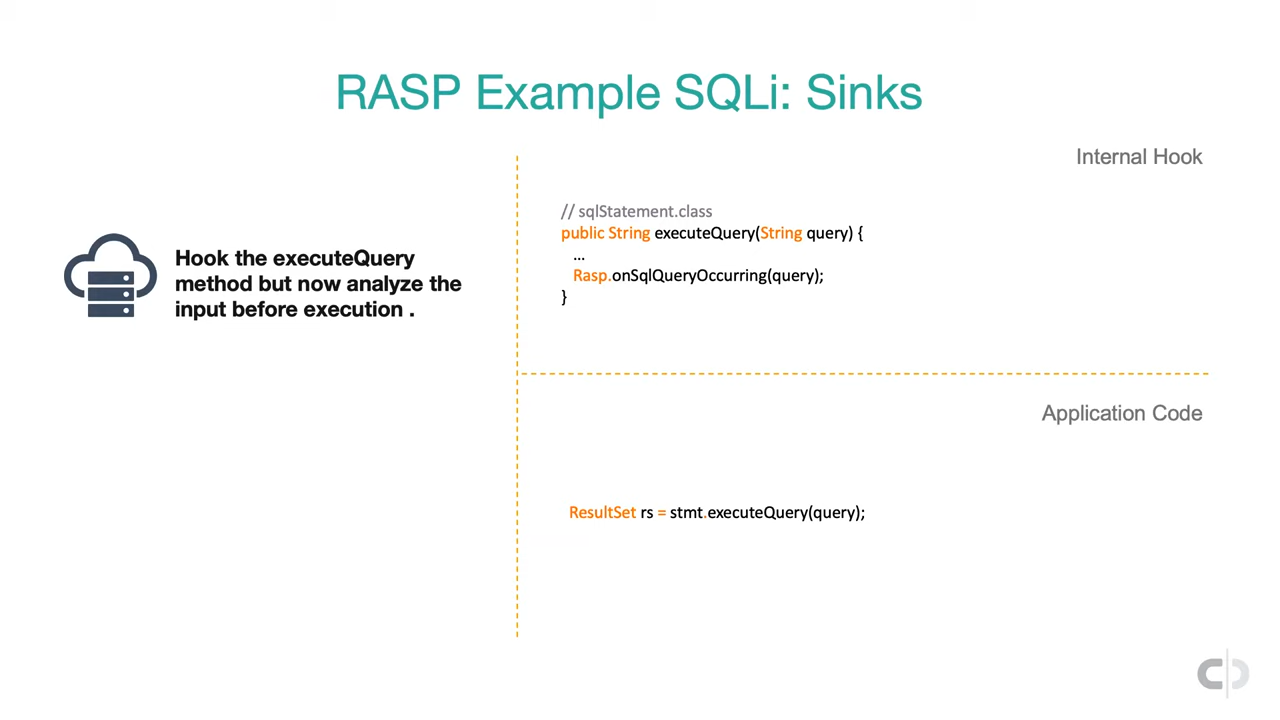 RASP Example SQLi: Sinks
Hook the executeQuery
method but now analyze the
input before execution .
Internal Hook
// sqlStatement.class
public String executeQuery(String query) {
...
Rasp.onSqlQueryOccurring(query);
}
Application Code
ResultSet rs = stmt.executeQuery(query);